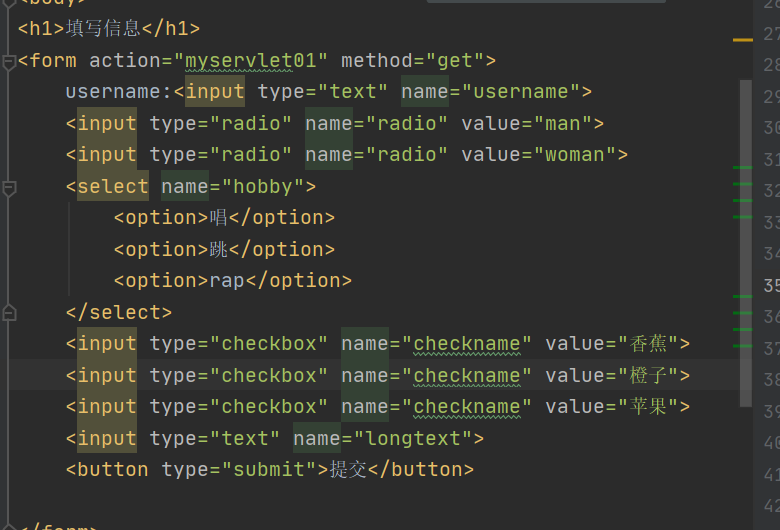 <body>
<h1>填写信息</h1>
<form action="myservlet01" method="get">
username:<input type="text" name="username">
<input type="radio" name="radio" value="man">
<input type="radio" name="radio" value="woman">
<select name="hobby">
<option>唱</option>
<option>跳</option>
<option>rap</option>
</select>
<input type="checkbox" name="checkname" value="香蕉">
<input type="checkbox" name="checkname" value="橙子">
<input type="checkbox" name="checkname" value="苹果">
<input type="text" name="longtext">
<button type="submit">提交</button>
</form>
26
27
28
29
30
31
32
33
34
35
36
37
38
39
40
41
42